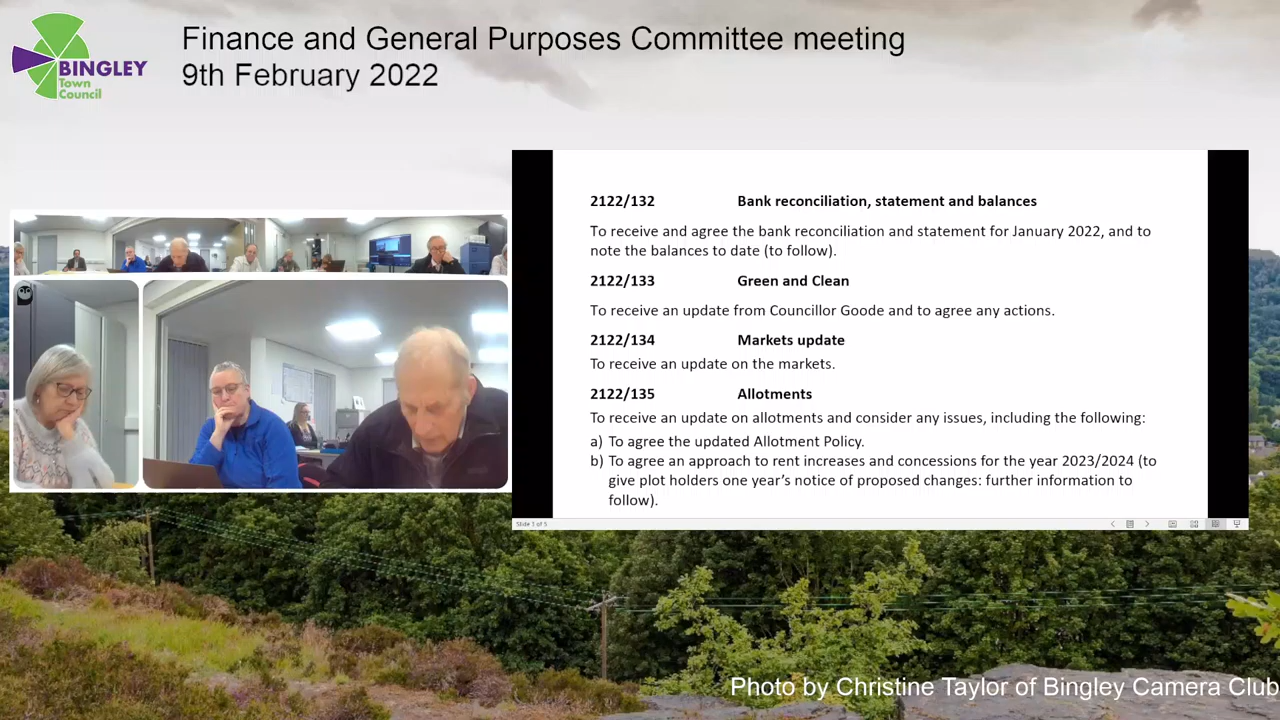 Finance and General Purposes Committee meeting
9th February 2022
BINGLEY
Town
Council
2122/132 Bank reconciliation, statement and balances
To receive and agree the bank reconciliation and statement for January 2022, and to
note the balances to date (to follow).
2122/133 Green and Clean
To receive an update from Councillor Goode and to agree any actions.
2122/134 Markets update
To receive an update on the markets.
2122/135 Allotments
To receive an update on allotments and consider any issues, including the following:
a) To agree the updated Allotment Policy.
b) To agree an approach to rent increases and concessions for the year 2023/2024 (to
give plot holders one year’s notice of proposed changes: further information to
follow).
Slide 1 of 5
Photo by Christine Taylor of Bingley Camera Club